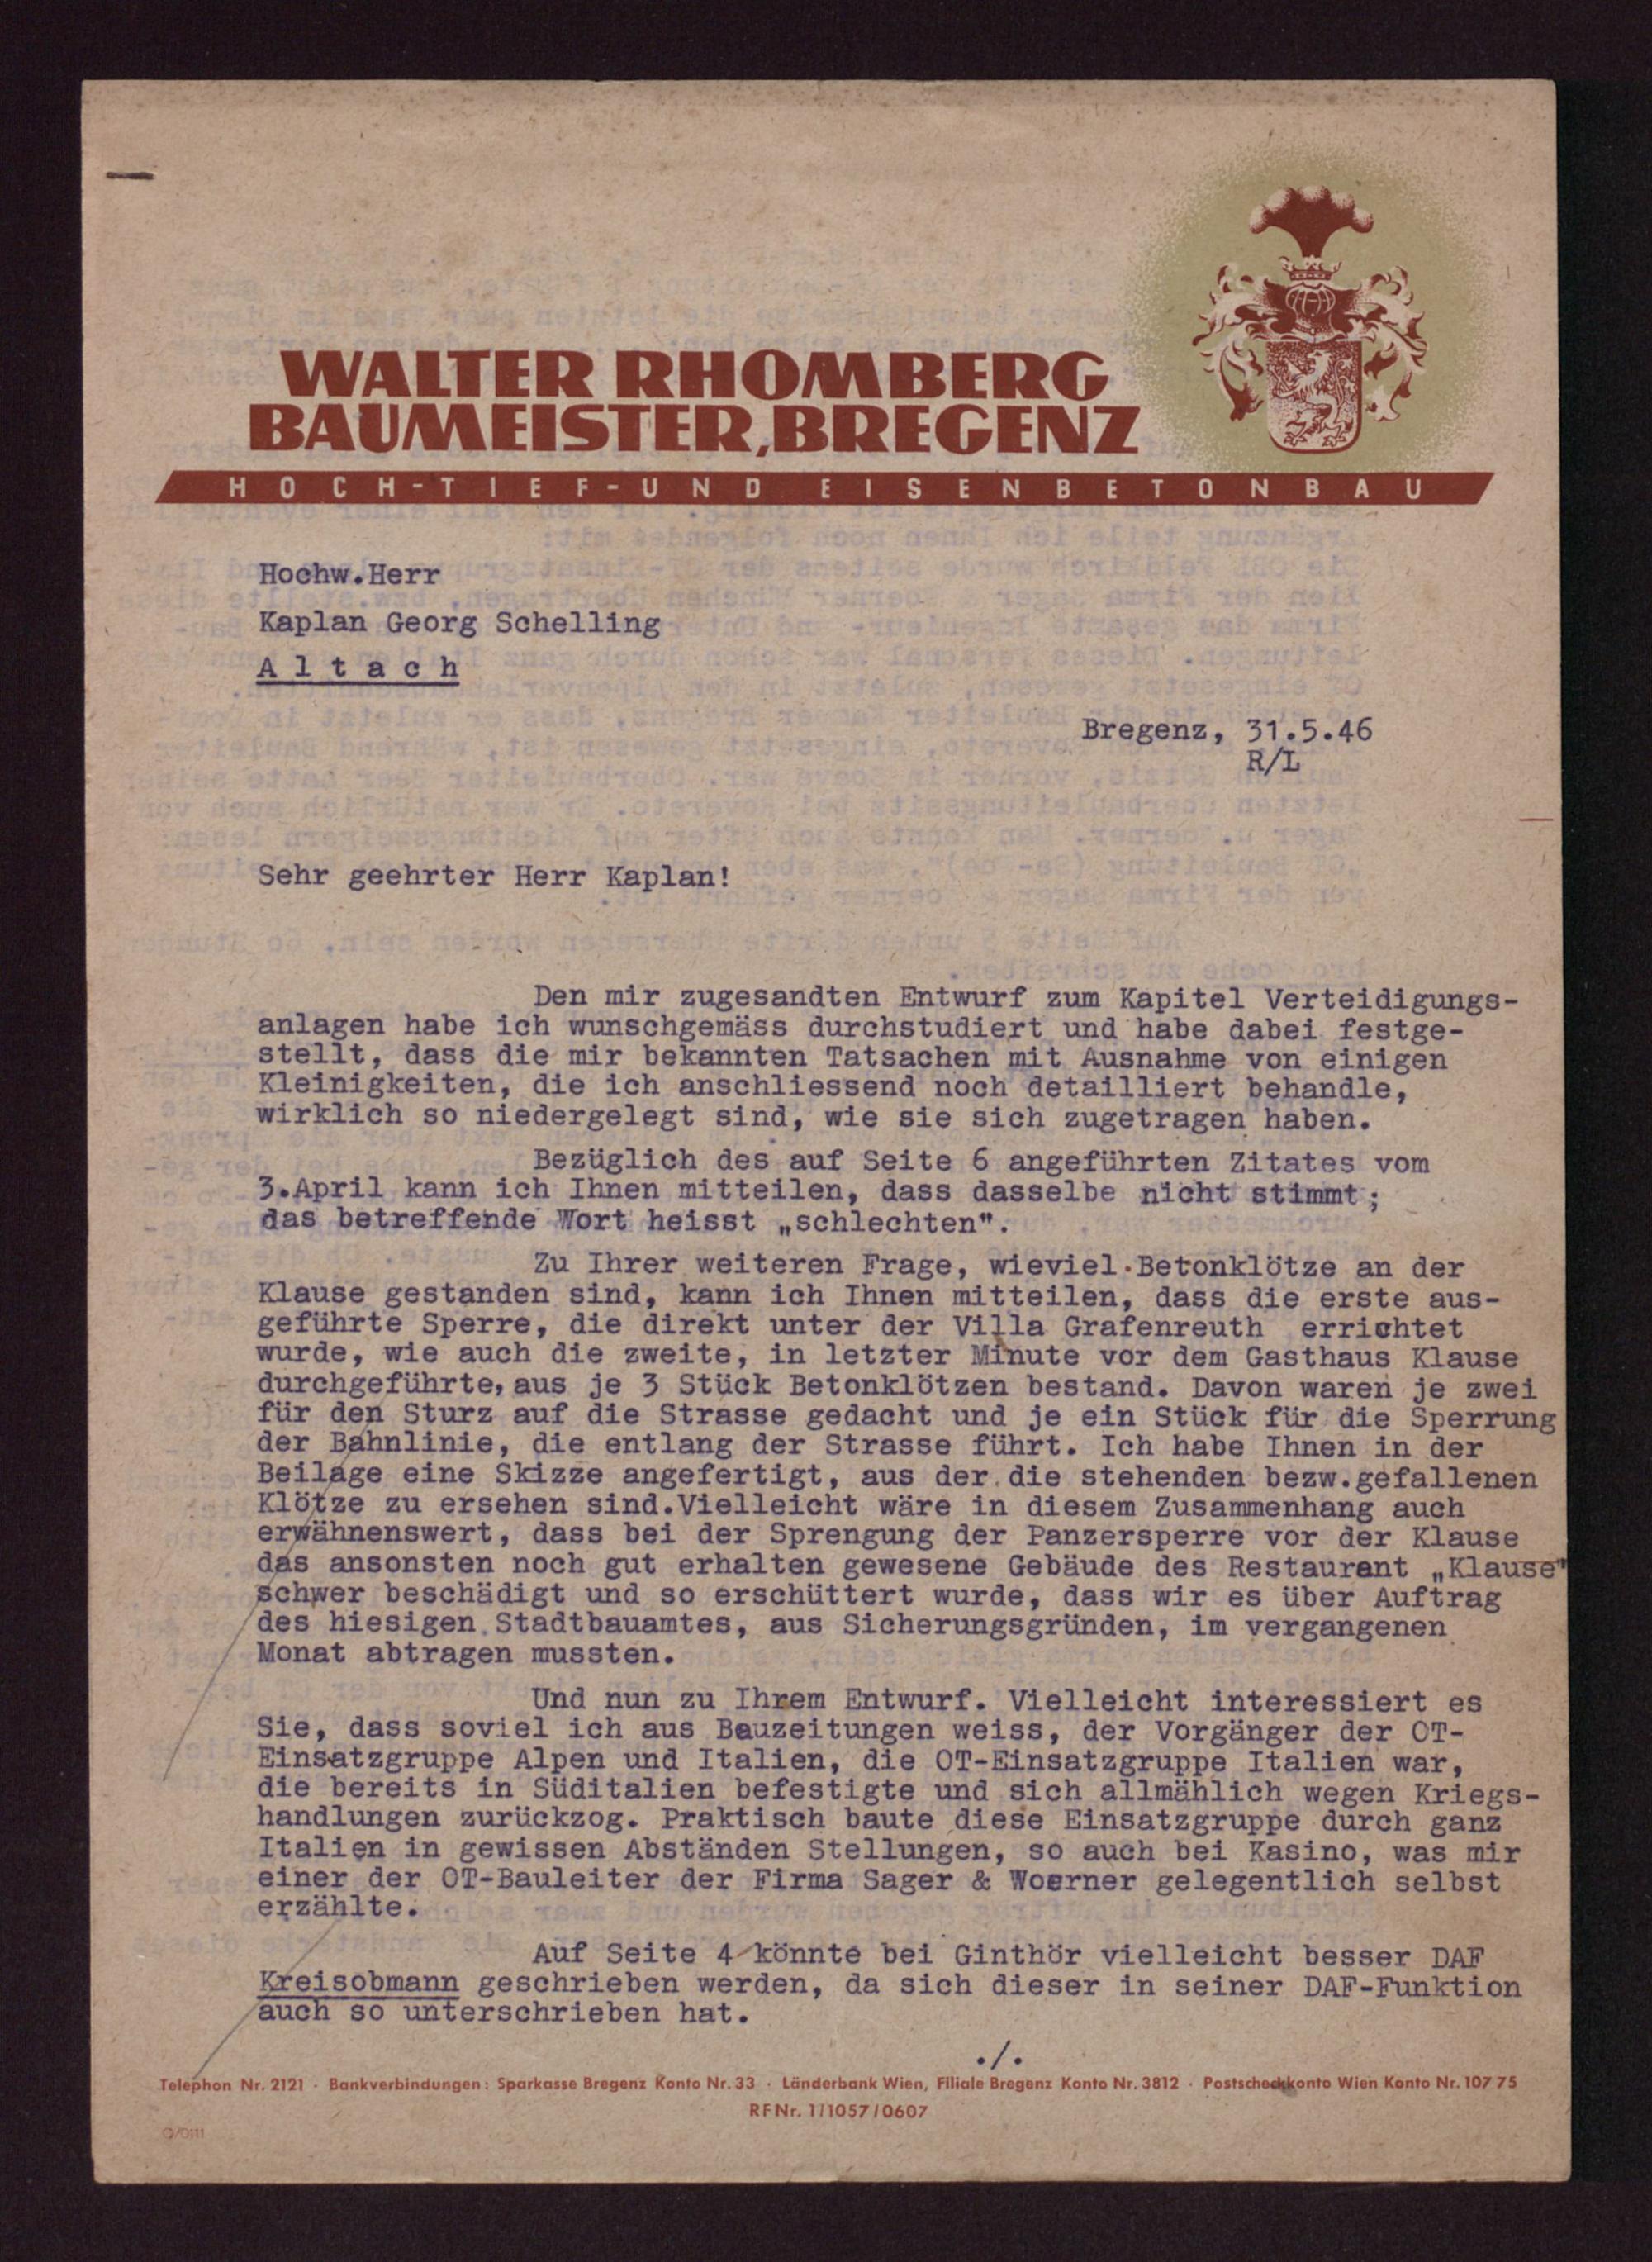 WALTER RHOMBERG
BAUMEISTER, BREGENZ
HOCH-TIEF-UND EISENBETONBAU
Hochw.Herr
Kaplan Georg Schelling
A l t a c h
Bregenz, 31.5.46
R/L
Sehr geehrter Herr Kaplan!
Den mir zugesandten Entwurf zum Kapitel Verteidigungs-
anlagen habe ich wunschgemäss durchstudiert und habe dabei festge-
stellt, dass die mir bekannten Tatsachen mit Ausnahme von einigen
Kleinigkeiten, die ich anschliessend noch detailliert behandle,
wirklich so niedergelegt sind, wie sie sich zugetragen haben.
Bezüglich des auf Seite 6 angeführten Zitates vom
3.April kann ich Ihnen mitteilen, dass dasselbe nicht stimmt;
das betreffende Wort heisst „schlechten".
Zu Ihrer weiteren Frage, wieviel Betonklötze an der
Klause gestanden sind, kann ich Ihnen mitteilen, dass die erste aus-
geführte Sperre, die direkt unter der Villa Grafenreuth errichtet
wurde, wie auch die zweite, in letzter Minute vor dem Gasthaus Klause
durchgeführte, aus je 3 Stück Betonklötzen bestand. Davon waren je zwei
für den Sturz auf die Strasse gedacht und je ein Stück für die Sperrung
der Bahnlinie, die entlang der Strasse führt. Ich habe Ihnen in der
Beilage eine Skizze angefertigt, aus der die stehenden bezw.gefallenen
Klötze zu ersehen sind.Vielleicht wäre in diesem Zusammenhang auch
erwähnenswert, dass bei der Sprengung der Panzersperre vor der Klause
das ansonsten noch gut erhalten gewesene Gebäude des Restaurant „Klause"
schwer beschädigt und so erschüttert wurde, dass wir es über Auftrag
des hiesigen Stadtbauamtes, aus Sicherungsgründen, im vergangenen
Monat abtragen mussten.
Und nun zu Ihrem Entwurf. Vielleicht interessiert es
Sie, dass soviel ich aus Bauzeitungen weiss, der Vorgänger der OT-
Einsatzgruppe Alpen und Italien, die OT-Einsatzgruppe Italien war,
die bereits in Süditalien befestigte und sich allmählich wegen Kriegs-
handlungen zurückzog. Praktisch baute diese Einsatzgruppe durch ganz
Italien in gewissen Abständen Stellungen, so auch bei Kasino, was mir
einer der OT-Bauleiter der Firma Sager & Woerner gelegentlich selbst
erzählte.
Auf Seite 4 könnte bei Ginthör vielleicht besser DAF
Kreisobmann geschrieben werden, da sich dieser in seiner DAF-Funktion
auch so unterschrieben hat.
./.
Telephon Nr. 2121 · Bankverbindungen: Sparkasse Bregenz Konto Nr. 33 · Länderbank Wien, Filiale Bregenz Konto Nr. 3812 · Postscheckkonto Wien Konto Nr. 107 75
RFNr. 1/1057/0607